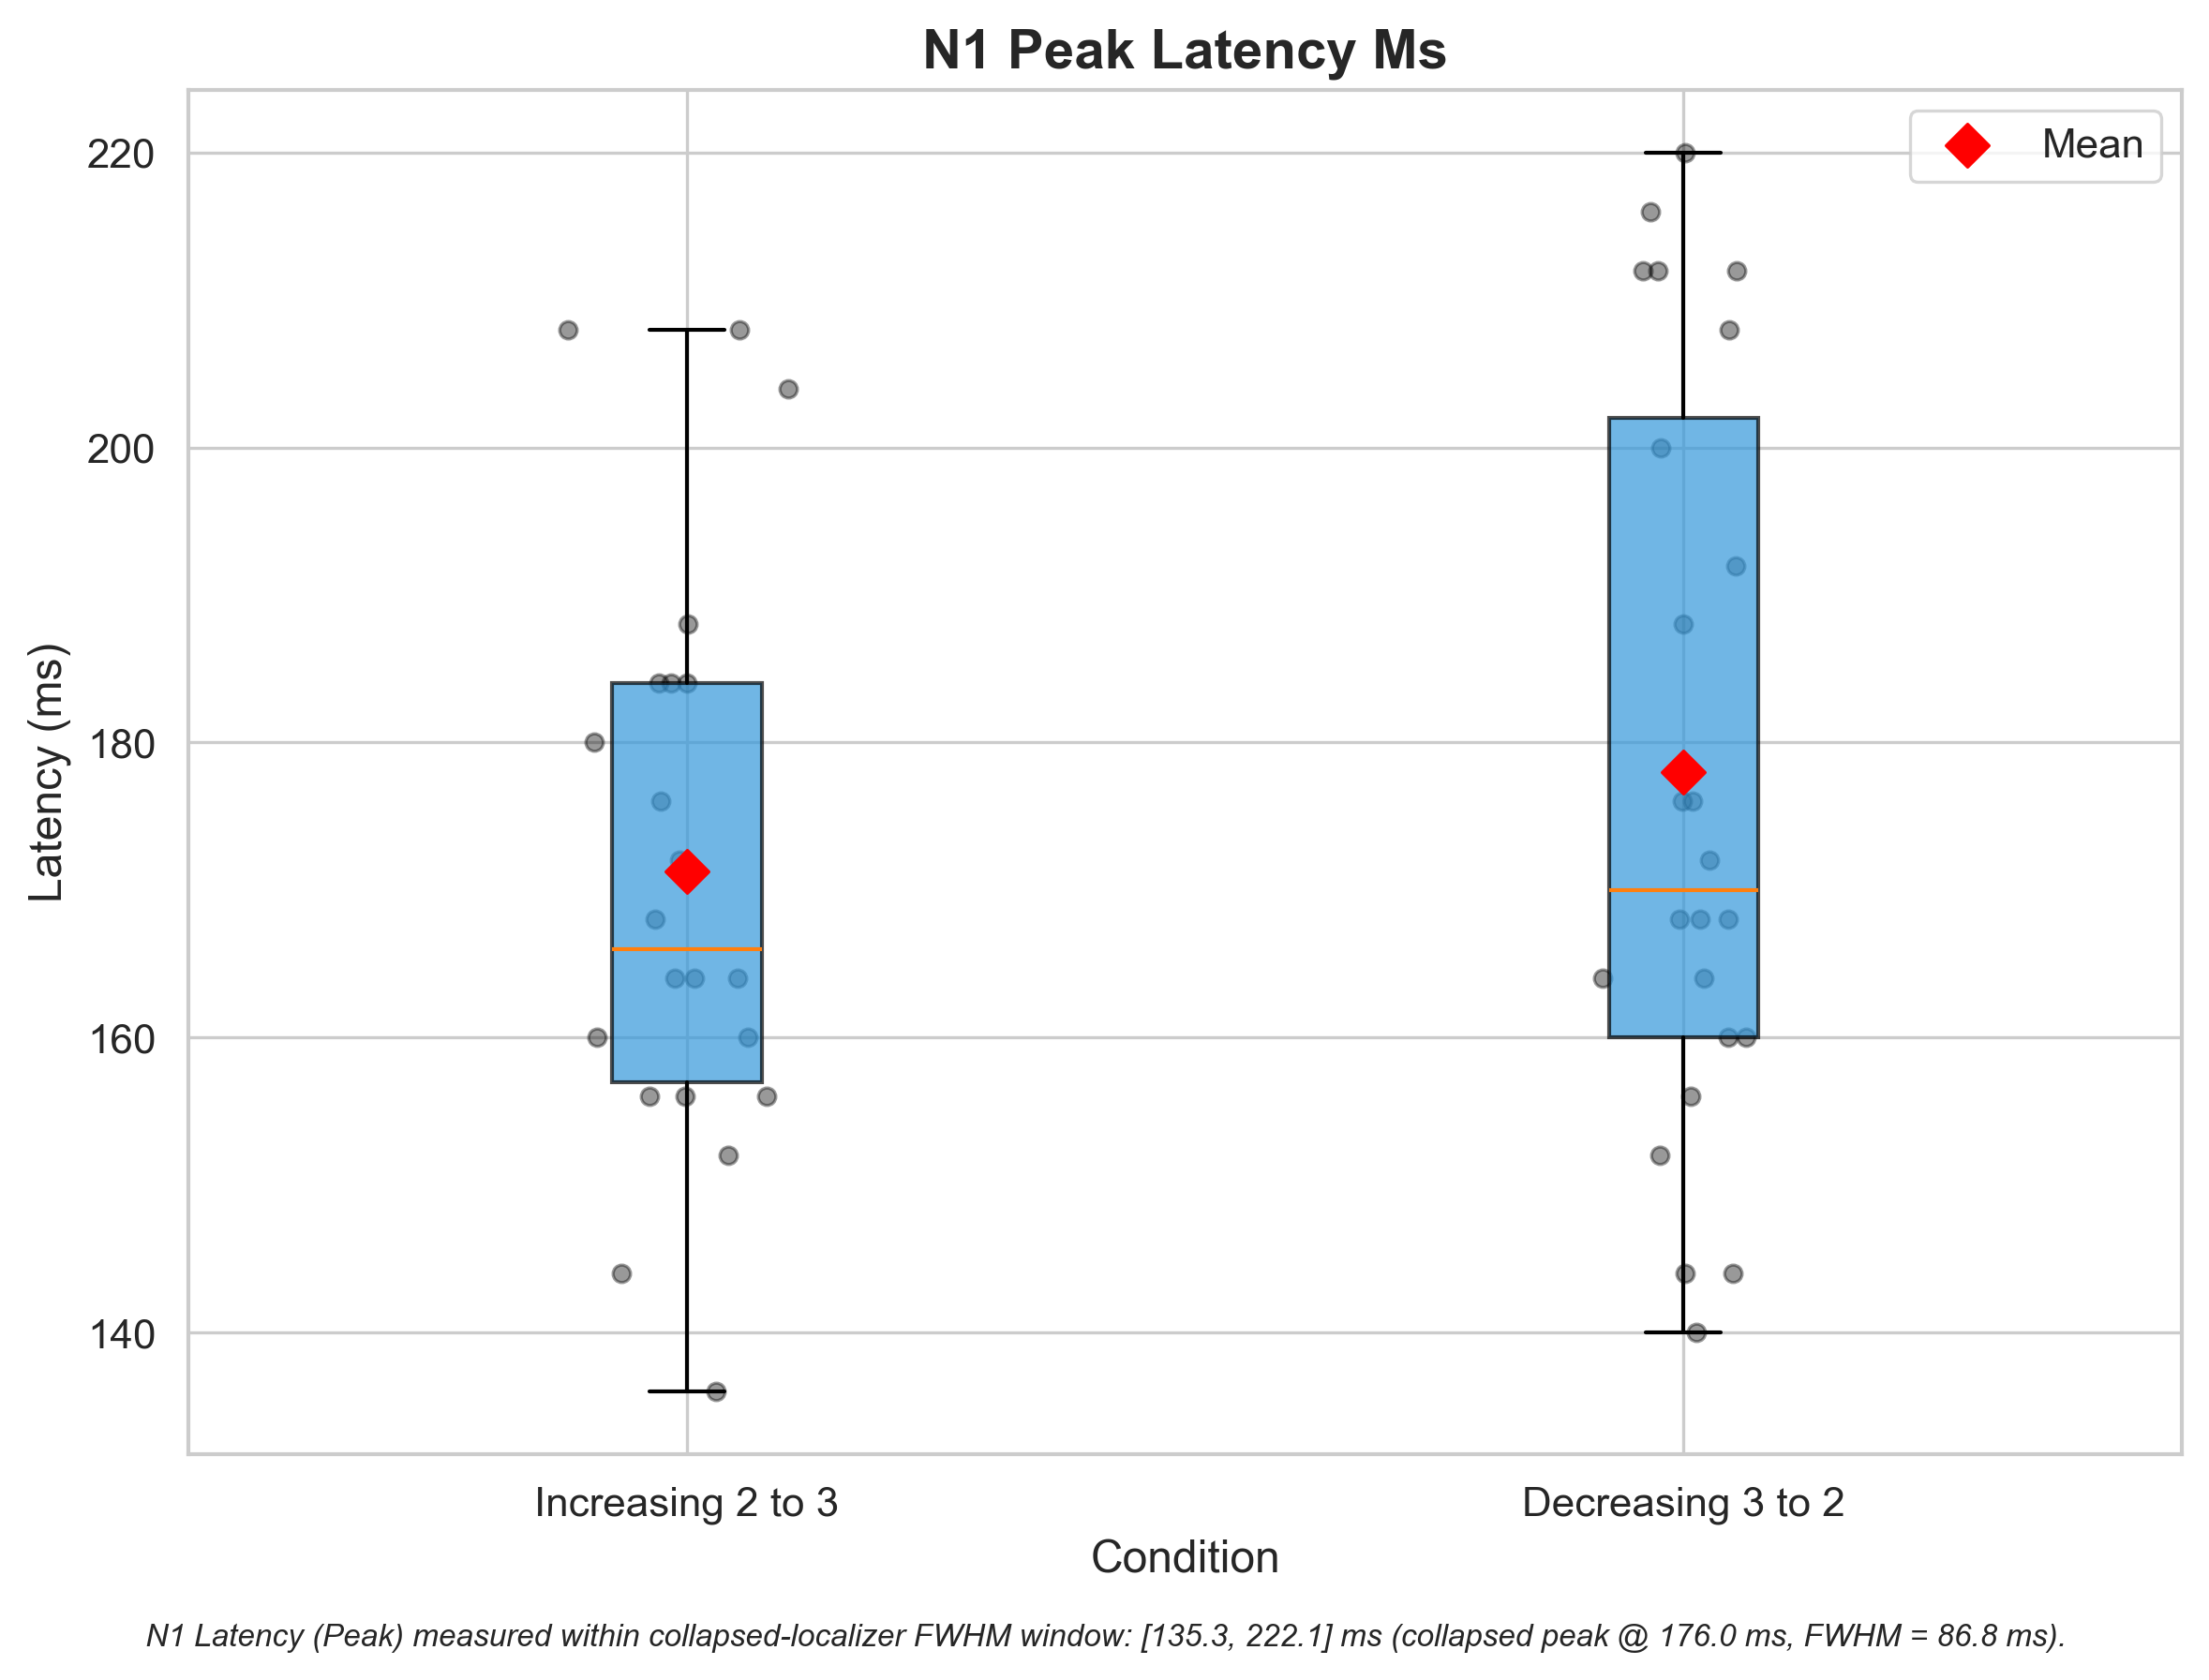 N1 Peak Latency Ms
Mean
220
200
180
160
140
Latency (ms)
Increasing 2 to 3
Decreasing 3 to 2
Condition
N1 Latency (Peak) measured within collapsed-localizer FWHM window: [135.3, 222.1] ms (collapsed peak @ 176.0 ms, FWHM = 86.8 ms).